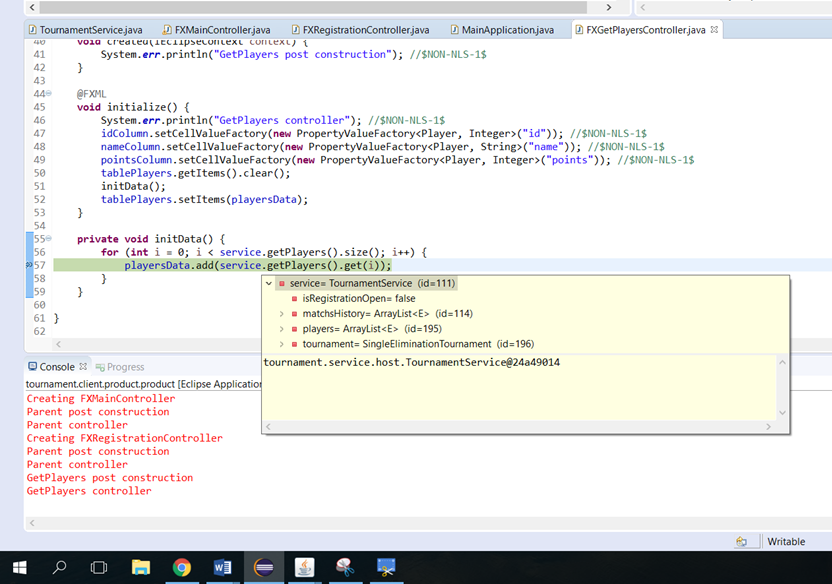 TournamentService.java FXMainController.java FXRegistrationController.java MainApplication.java FXGetPlayersController.java
40 void created(IEclipseContext context) {
41 System.err.println("GetPlayers post construction"); //$NON-NLS-1$
42 }
43
44 @FXML
45 void initialize() {
46 System.err.println("GetPlayers controller"); //$NON-NLS-1$
47 idColumn.setCellValueFactory(new PropertyValueFactory<Player, Integer>("id")); //$NON-NLS-1$
48 nameColumn.setCellValueFactory(new PropertyValueFactory<Player, String>("name")); //$NON-NLS-1$
49 pointsColumn.setCellValueFactory(new PropertyValueFactory<Player, Integer>("points")); //$NON-NLS-1$
50 tablePlayers.getItems().clear();
51 initData();
52 tablePlayers.setItems(playersData);
53 }
54
55 private void initData() {
56 for (int i = 0; i < service.getPlayers().size(); i++) {
57 playersData.add(service.getPlayers().get(i));
58 }
59 }
60
61 }
62
service= TournamentService (id=111)
isRegistrationOpen= false
matchsHistory= ArrayList<E> (id=114)
players= ArrayList<E> (id=195)
tournament= SingleEliminationTournament (id=196)
tournament.service.host.TournamentService@24a49014
Console Progress
tournament.client.product.product [Eclipse Application
Creating FXMainController
Parent post construction
Parent controller
Creating FXRegistrationController
Parent post construction
Parent controller
GetPlayers post construction
GetPlayers controller
Writable